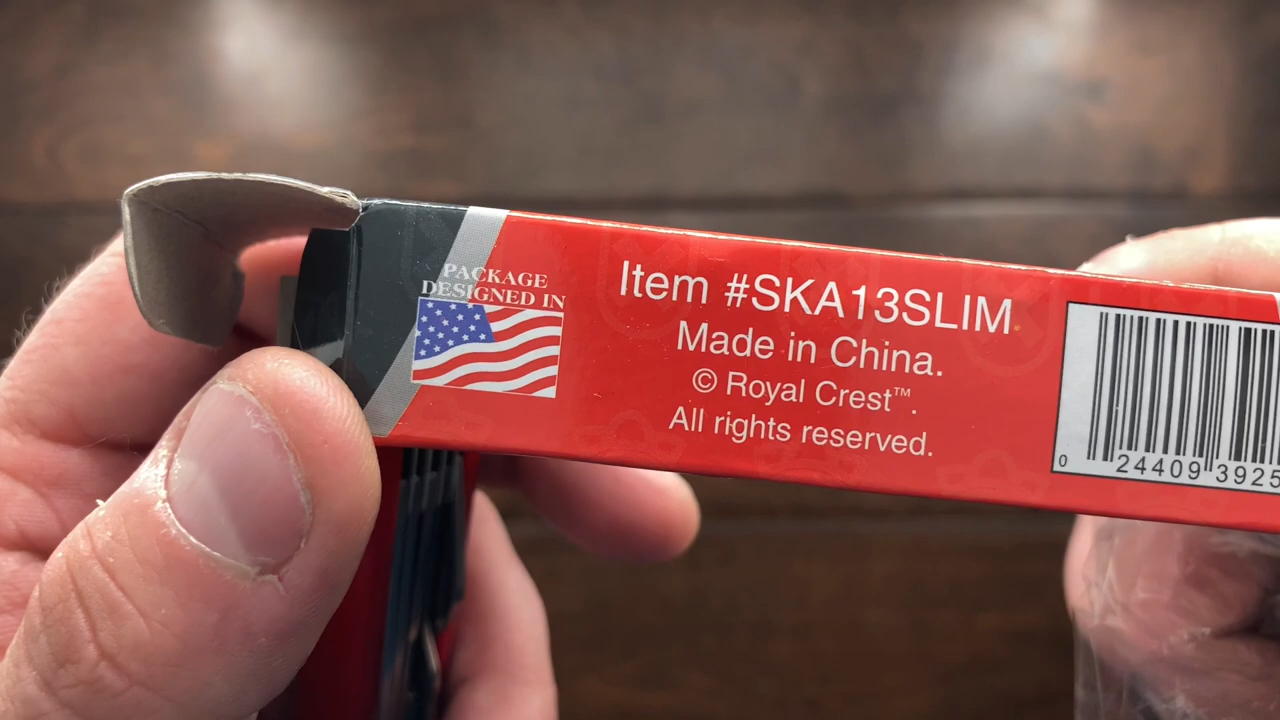 PACKAGE
DESIGNED IN
Item #SKA13SLIM
Made in China.
© Royal Crest™.
All rights reserved.
0 24409 3925